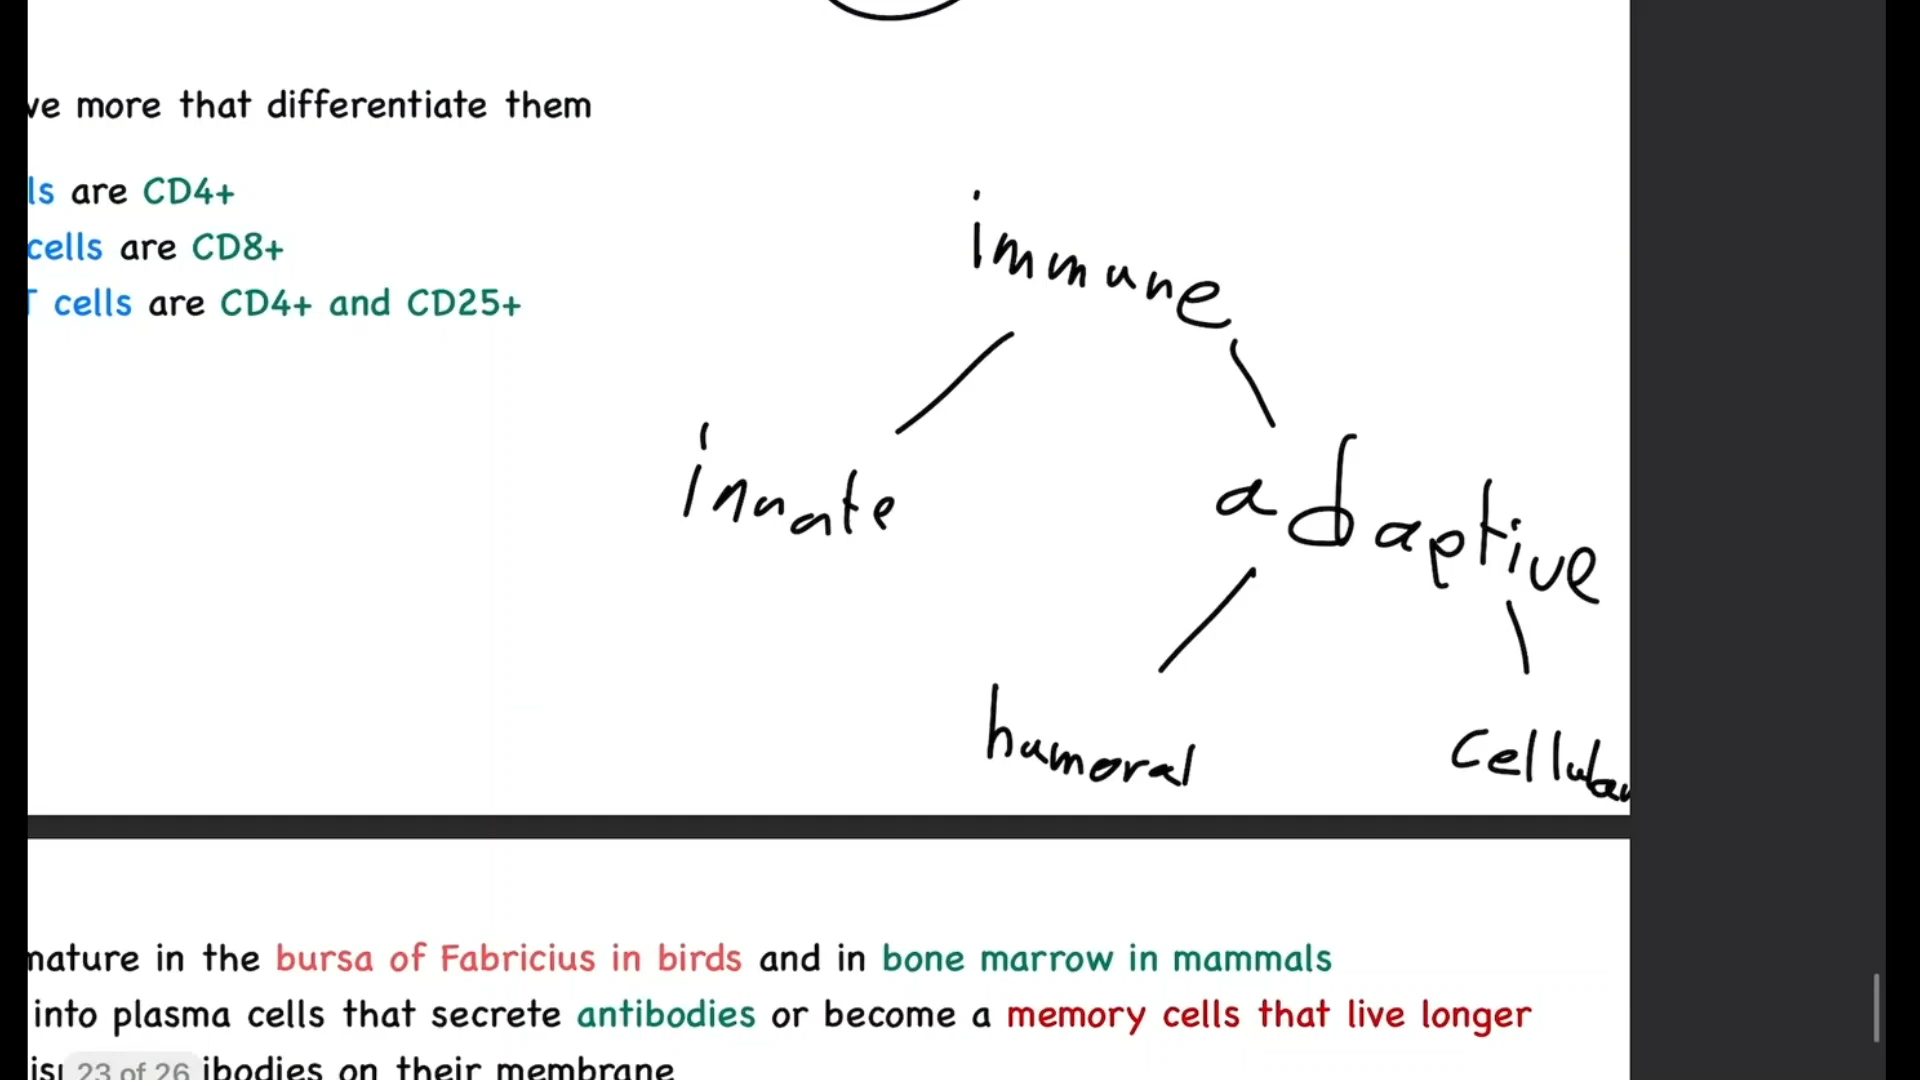 ve more that differentiate them
ls are CD4+
cells are CD8+
T cells are CD4+ and CD25+
immune
innate adaptive
humoral cellular
mature in the bursa of Fabricius in birds and in bone marrow in mammals
into plasma cells that secrete antibodies or become a memory cells that live longer
23 of 26 ibodies on their membrane